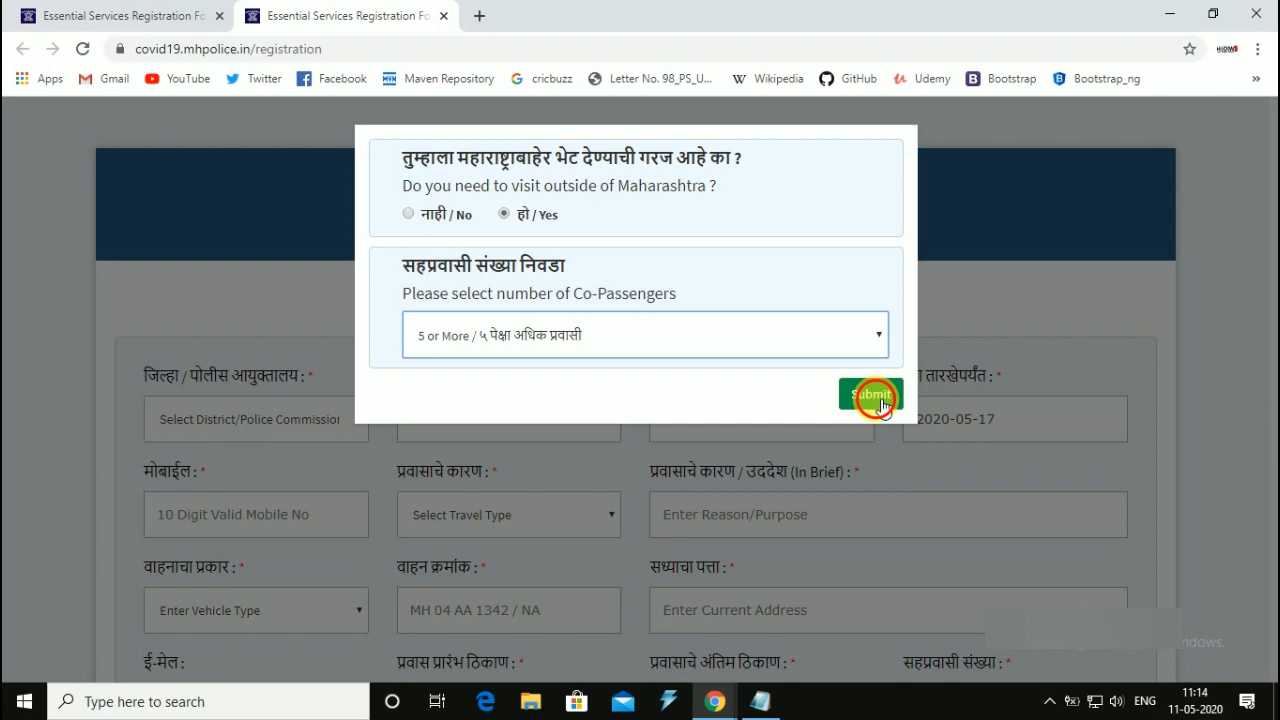 Essential Services Registration Fo
Essential Services Registration Fo
covid19.mhpolice.in/registration
Apps Gmail YouTube Twitter Facebook Maven Repository cricbuzz Letter No. 98_PS_U... Wikipedia GitHub Udemy Bootstrap Bootstrap_ng »
तुम्हाला महाराष्ट्राबाहेर भेट देण्याची गरज आहे का ?
Do you need to visit outside of Maharashtra ?
नाही / No हो / Yes
सहप्रवासी संख्या निवडा
Please select number of Co-Passengers
5 or More / ५ पेक्षा अधिक प्रवासी
Submit
जिल्हा / पोलीस आयुक्तालय : * तारखेपर्यंत : *
Select District/Police Commission 2020-05-17
मोबाईल : * प्रवासाचे कारण : * प्रवासाचे कारण / उददेश (In Brief) : *
10 Digit Valid Mobile No Select Travel Type Enter Reason/Purpose
वाहनाचा प्रकार : * वाहन क्रमांक : * सध्याचा पत्ता : *
Enter Vehicle Type MH 04 AA 1342 / NA Enter Current Address
ई-मेल : प्रवास प्रारंभ ठिकाण : * प्रवासाचे अंतिम ठिकाण : * सहप्रवासी संख्या : *
Type here to search ENG 11:14
11-05-2020